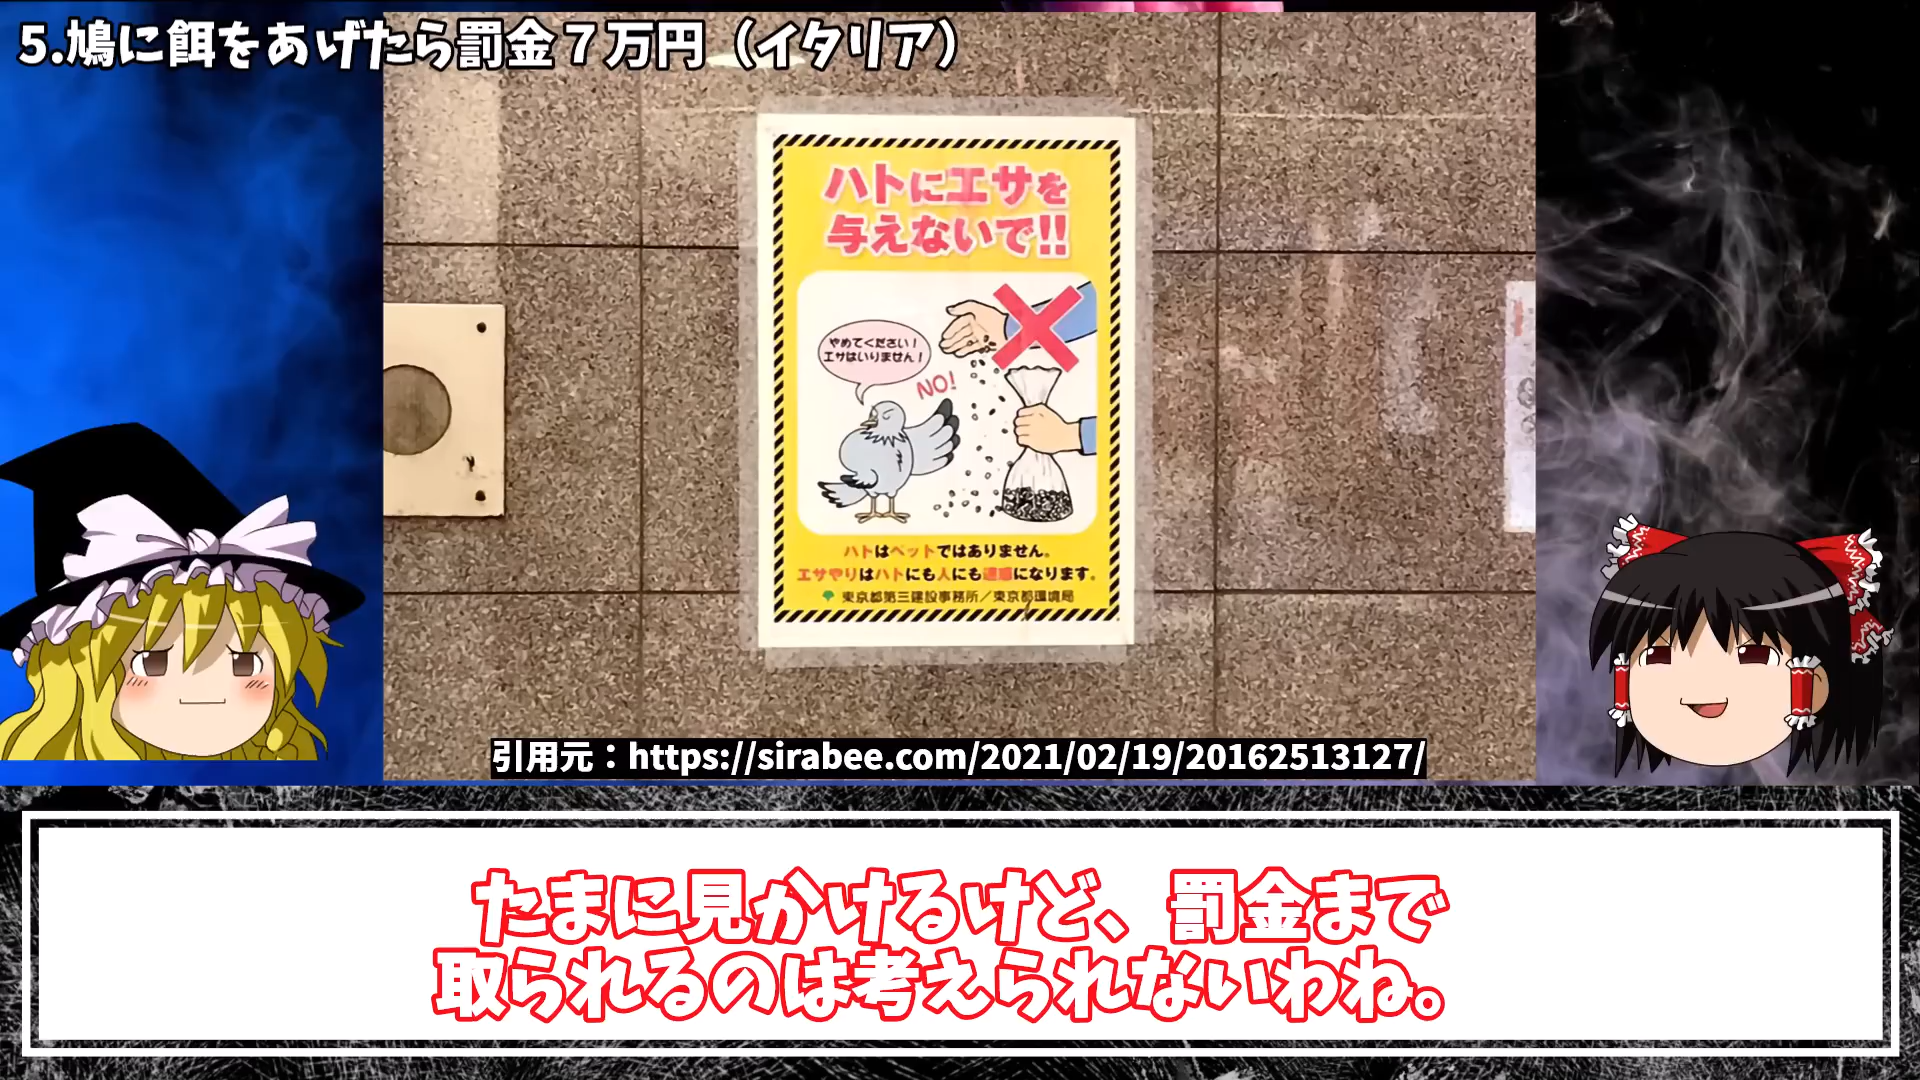 5.鳩に餌をあげたら罰金７万円（イタリア）
ハトにエサを
与えないで!!
やめてください！
エサはいりません！
NO!
ハトはペットではありません。
エサやりはハトにも人にも迷惑になります。
東京都第三建設事務所／東京都環境局
引用元：https://sirabee.com/2021/02/19/20162513127/
たまに見かけるけど、罰金まで
取られるのは考えられないわね。